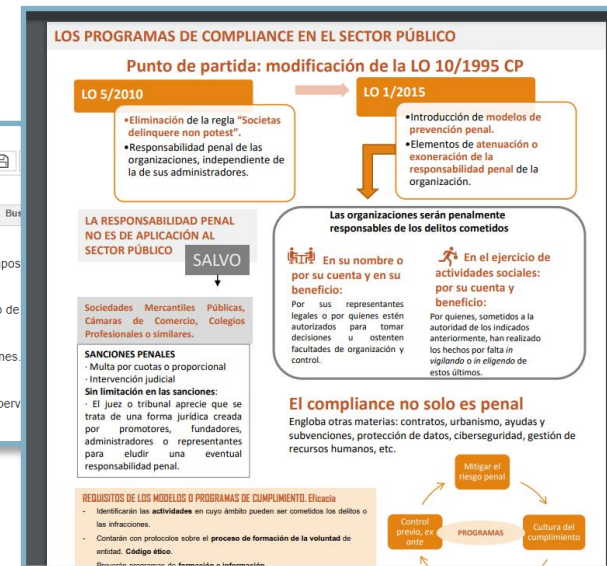 LOS PROGRAMAS DE COMPLIANCE EN EL SECTOR PÚBLICO
Punto de partida: modificación de la LO 10/1995 CP
LO 5/2010
•Eliminación de la regla "Societas
delinquere non potest".
•Responsabilidad penal de las
organizaciones, independiente de
la de sus administradores.
LO 1/2015
•Introducción de modelos de
prevención penal.
•Elementos de atenuación o
exoneración de la
responsabilidad penal de la
organización.
LA RESPONSABILIDAD PENAL
NO ES DE APLICACIÓN AL
SECTOR PÚBLICO
SALVO
Sociedades Mercantiles Públicas,
Cámaras de Comercio, Colegios
Profesionales o similares.
SANCIONES PENALES
· Multa por cuotas o proporcional
· Intervención judicial
Sin limitación en las sanciones:
· El juez o tribunal aprecie que se
trata de una forma jurídica creada
por promotores, fundadores,
administradores o representantes
para eludir una eventual
responsabilidad penal.
Las organizaciones serán penalmente
responsables de los delitos cometidos
En su nombre o
por su cuenta y en su
beneficio:
Por sus representantes
legales o por quienes estén
autorizados para tomar
decisiones u ostenten
facultades de organización y
control.
En el ejercicio de
actividades sociales:
por su cuenta y
beneficio:
Por quienes, sometidos a la
autoridad de los indicados
anteriormente, han realizado
los hechos por falta in
vigilando o in eligendo de
estos últimos.
El compliance no solo es penal
Engloba otras materias: contratos, urbanismo, ayudas y
subvenciones, protección de datos, ciberseguridad, gestión de
recursos humanos, etc.
REQUISITOS DE LOS MODELOS O PROGRAMAS DE CUMPLIMIENTO. Eficacia
- Identificarán las actividades en cuyo ámbito pueden ser cometidos los delitos o
las infracciones.
- Contarán con protocolos sobre el proceso de formación de la voluntad de
entidad. Código ético.
- Preverán programas de formación e información
Mitigar el
riesgo penal
Control
previo, ex
ante
PROGRAMAS
Cultura del
cumplimiento
Bus
pos
o de
nes.
perv